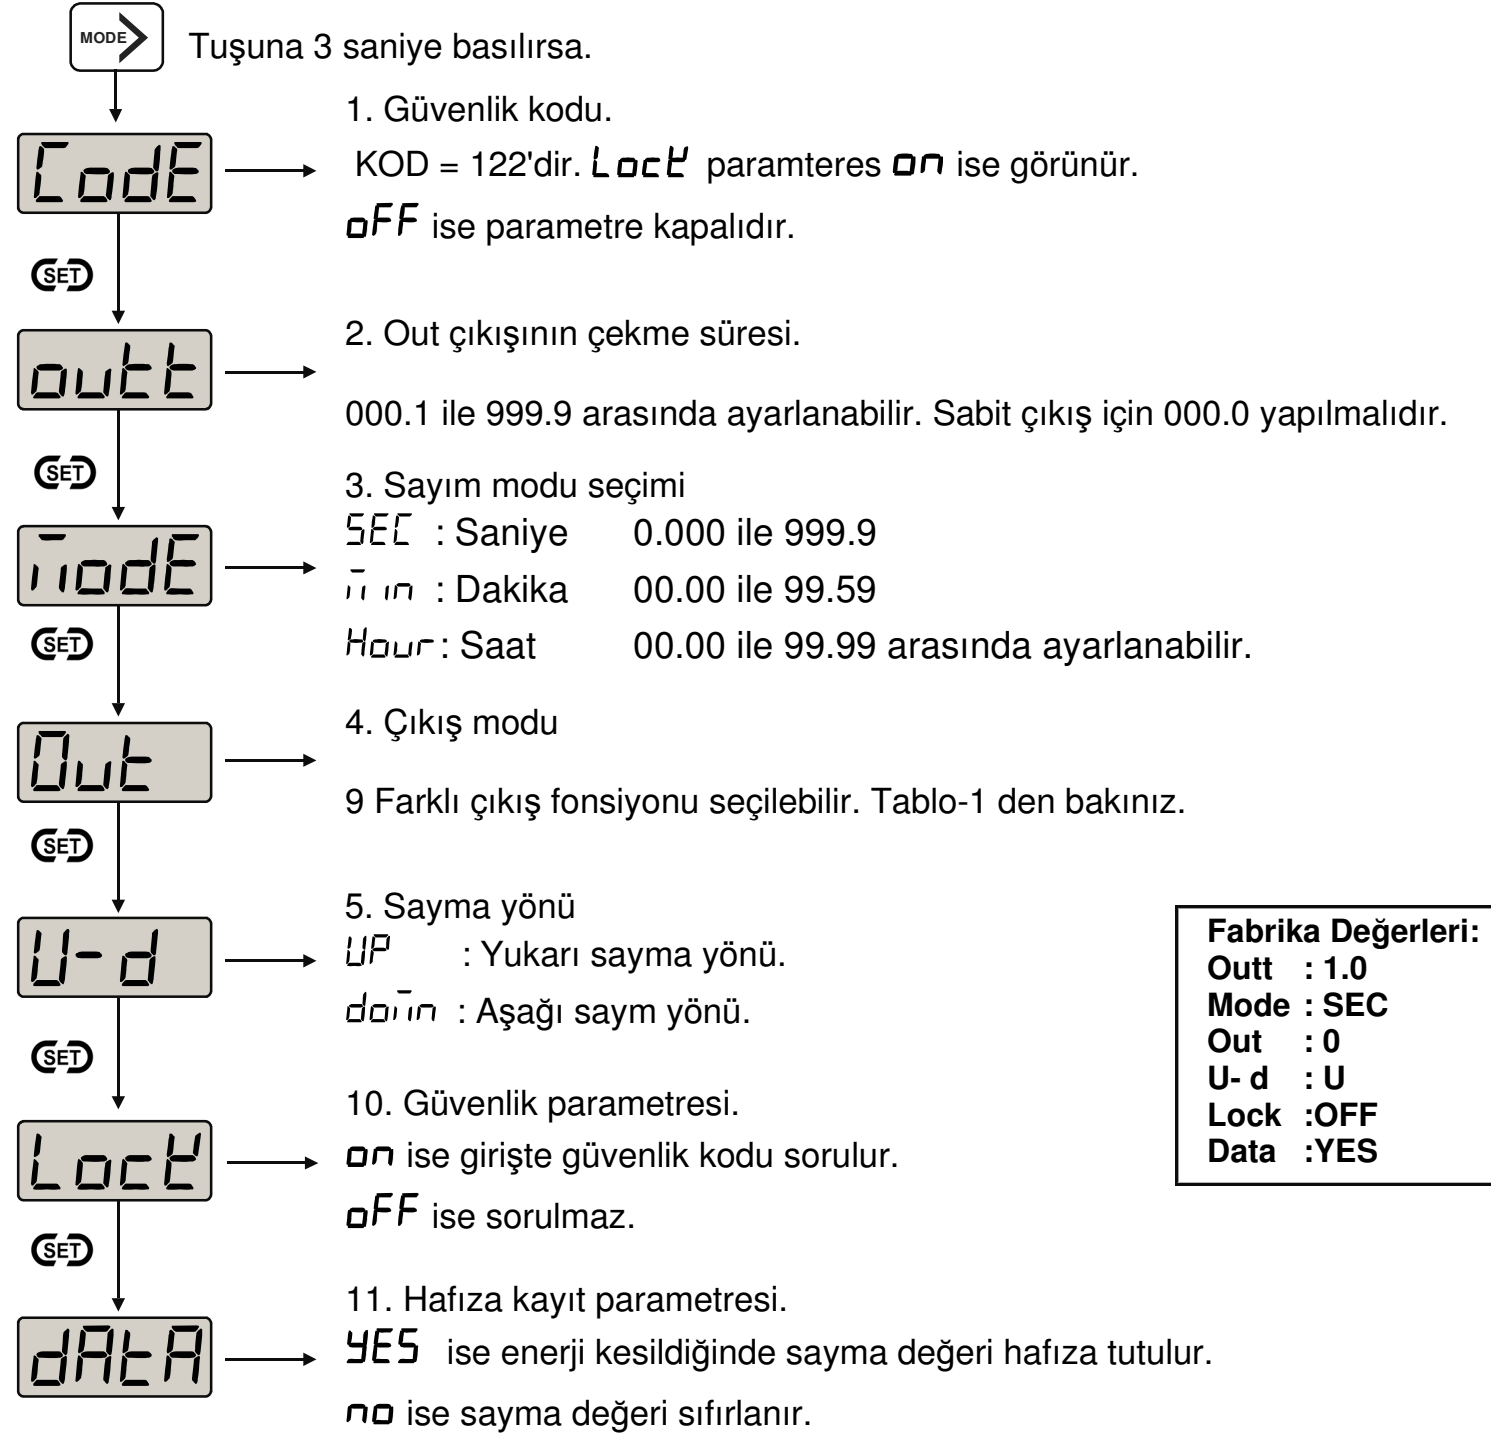 MODE Tuşuna 3 saniye basılırsa.
1. Güvenlik kodu.
CodE KOD = 122'dir. Lock paramteres on ise görünür.
oFF ise parametre kapalıdır.
SET
2. Out çıkışının çekme süresi.
outt
000.1 ile 999.9 arasında ayarlanabilir. Sabit çıkış için 000.0 yapılmalıdır.
SET
3. Sayım modu seçimi
SEC : Saniye 0.000 ile 999.9
modE
min : Dakika 00.00 ile 99.59
SET
Hour : Saat 00.00 ile 99.99 arasında ayarlanabilir.
4. Çıkış modu
Out
9 Farklı çıkış fonsiyonu seçilebilir. Tablo-1 den bakınız.
SET
5. Sayma yönü
U-d
UP : Yukarı sayma yönü.
down : Aşağı saym yönü.
SET
10. Güvenlik parametresi.
Lock
on ise girişte güvenlik kodu sorulur.
oFF ise sorulmaz.
SET
11. Hafıza kayıt parametresi.
dAtA
YES ise enerji kesildiğinde sayma değeri hafıza tutulur.
no ise sayma değeri sıfırlanır.
Fabrika Değerleri:
Outt : 1.0
Mode : SEC
Out : 0
U- d : U
Lock :OFF
Data :YES